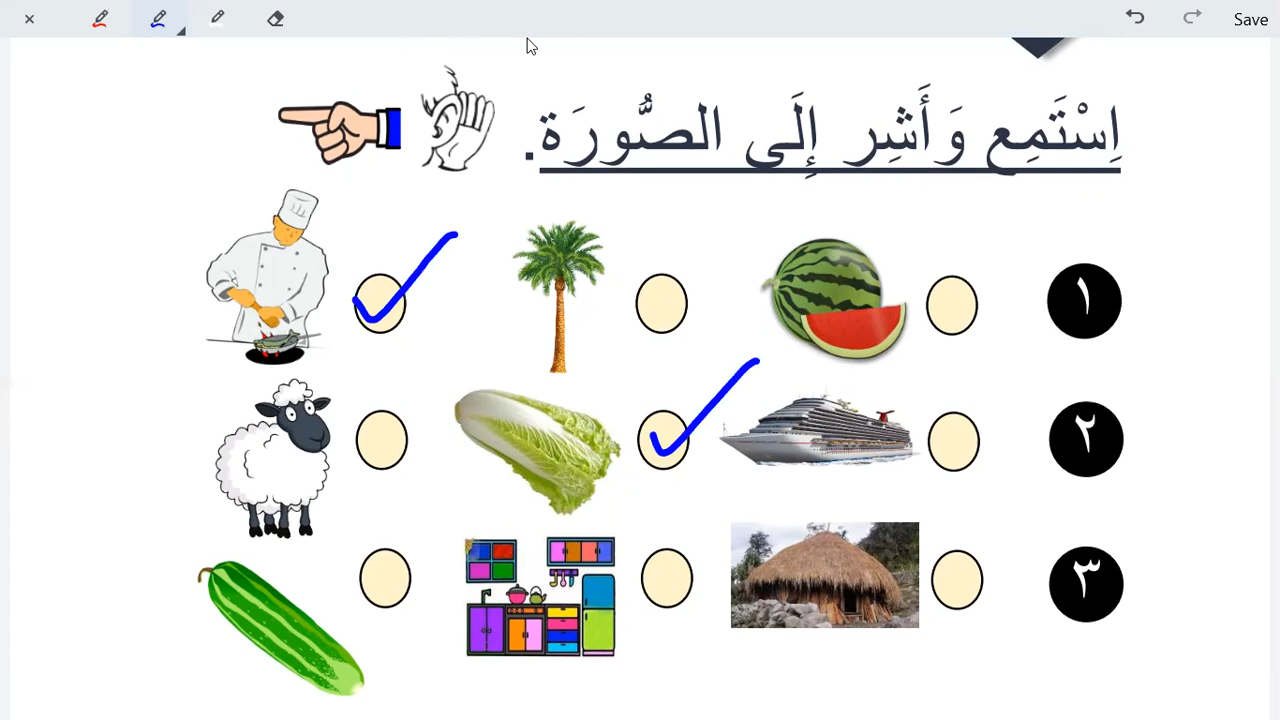 Save
اِسْتَمِع وَأَشِر إِلَى الصُّورَة.
١
٢
٣